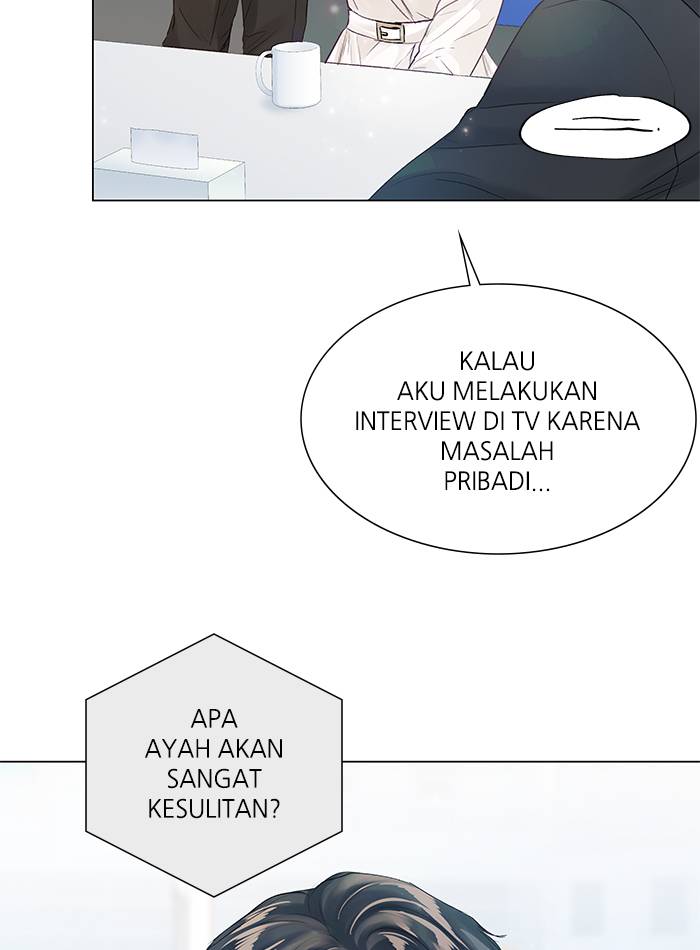 KALAU
AKU MELAKUKAN
INTERVIEW DI TV KARENA
MASALAH
PRIBADI...
APA
AYAH AKAN
SANGAT
KESULITAN?